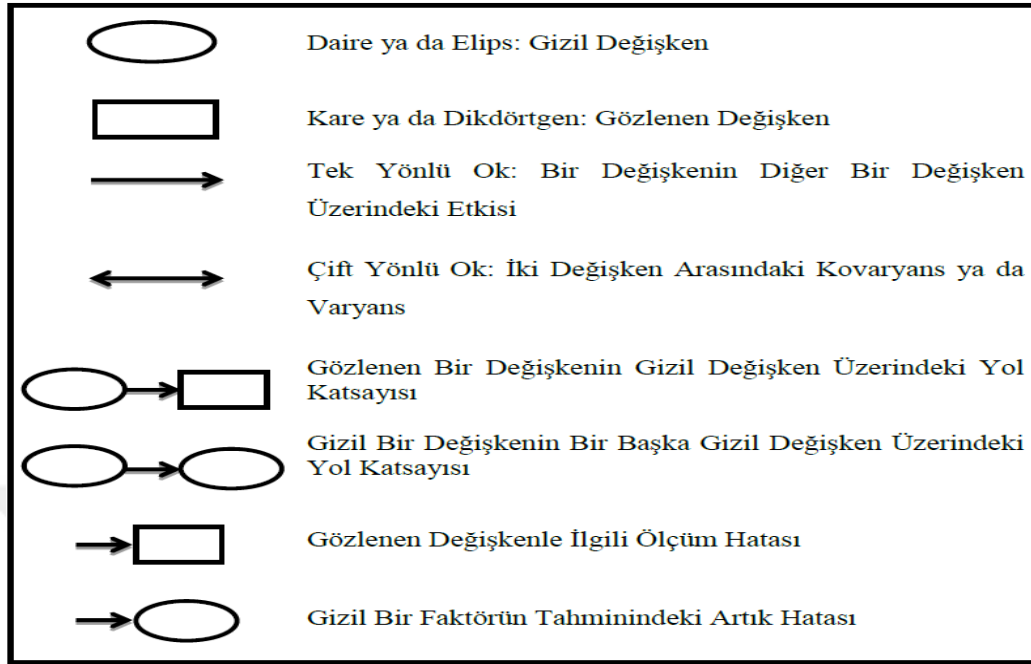 Daire ya da Elips: Gizil Değişken
Kare ya da Dikdörtgen: Gözlenen Değişken
Tek Yönlü Ok: Bir Değişkenin Diğer Bir Değişken
Üzerindeki Etkisi
Çift Yönlü Ok: İki Değişken Arasındaki Kovaryans ya da
Varyans
Gözlenen Bir Değişkenin Gizil Değişken Üzerindeki Yol
Katsayısı
Gizil Bir Değişkenin Bir Başka Gizil Değişken Üzerindeki
Yol Katsayısı
Gözlenen Değişkenle İlgili Ölçüm Hatası
Gizil Bir Faktörün Tahminindeki Artık Hatası